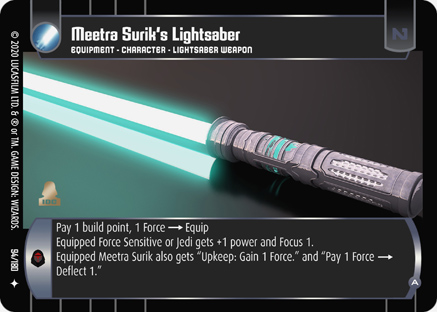 Meetra Surik's Lightsaber
EQUIPMENT - CHARACTER - LIGHTSABER WEAPON
N
© 2020 LUCASFILM LTD. & ® or TM. GAME DESIGN: WIZARDS.
Pay 1 build point, 1 Force → Equip
Equipped Force Sensitive or Jedi gets +1 power and Focus 1.
Equipped Meetra Surik also gets "Upkeep: Gain 1 Force." and "Pay 1 Force →
Deflect 1."
94/180
A